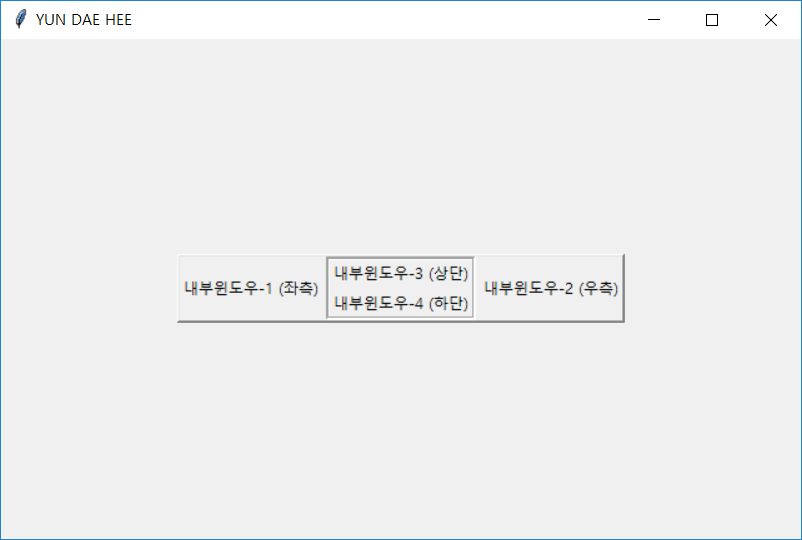 YUN DAE HEE
내부윈도우-1 (좌측)
내부윈도우-3 (상단)
내부윈도우-4 (하단)
내부윈도우-2 (우측)